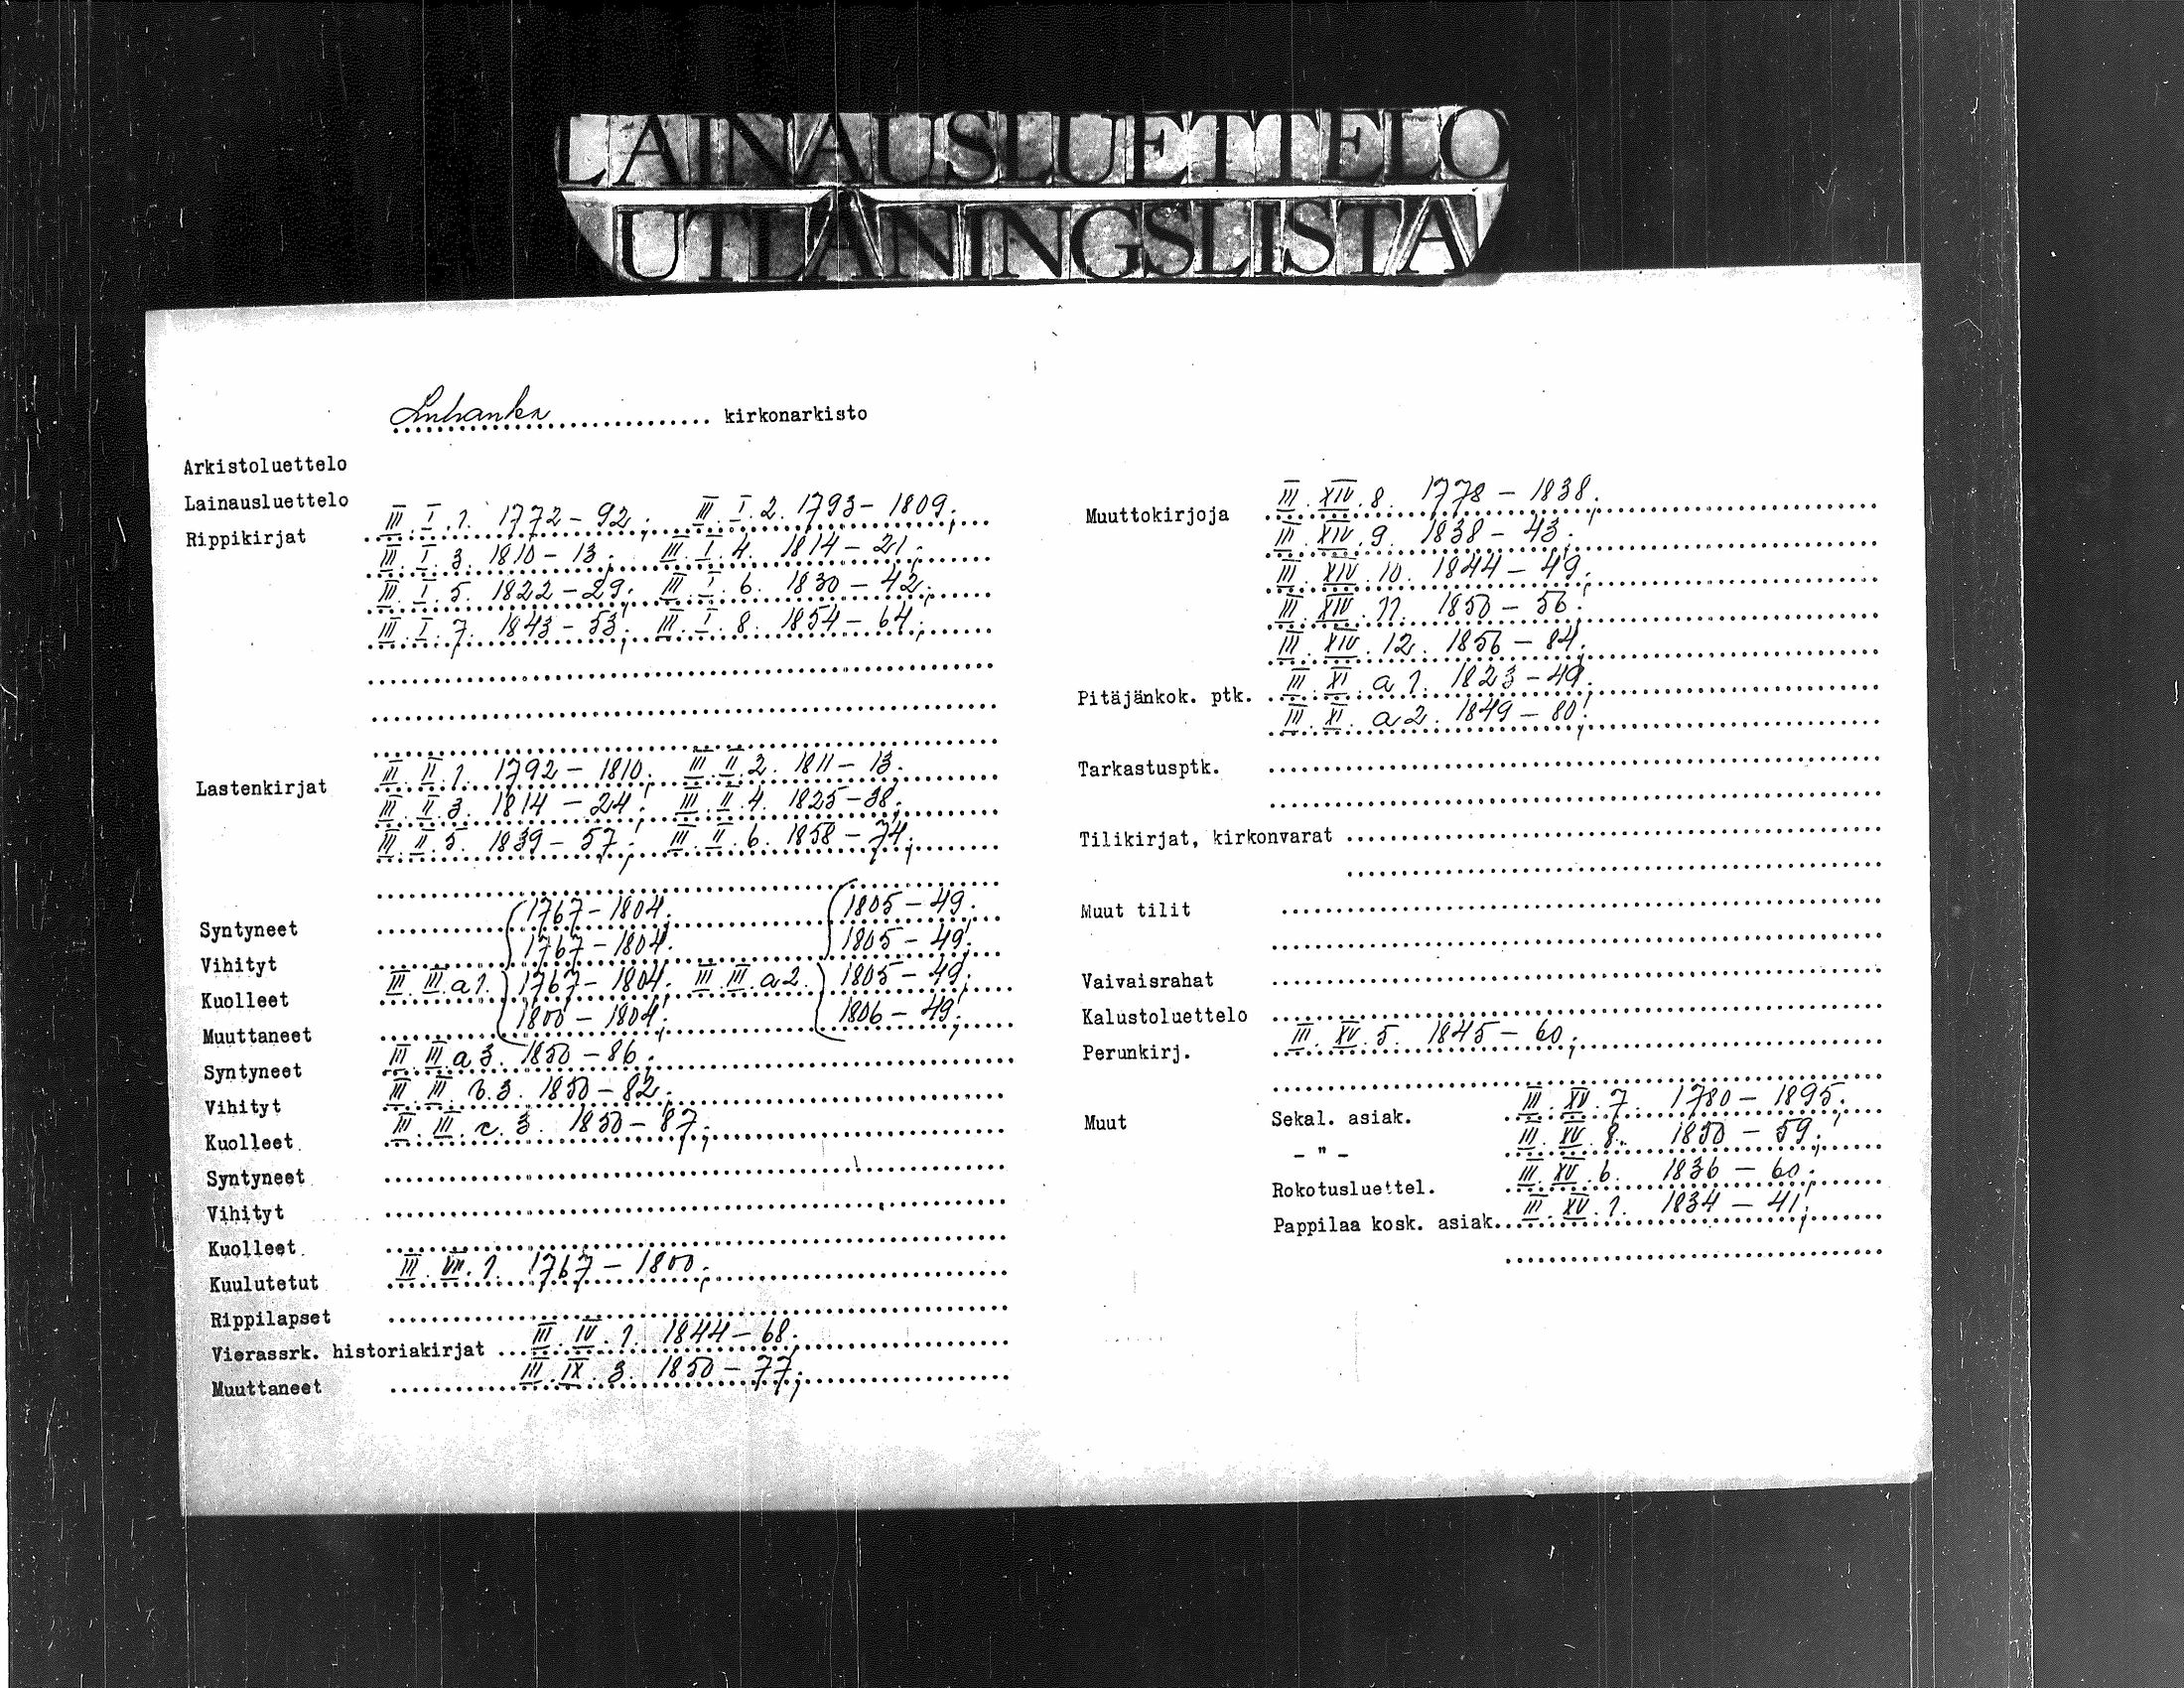 LAINAUSLUETTELO
UTLÅNINGSLISTA
Luhanka kirkonarkisto
Arkistoluettelo
Lainausluettelo
Rippikirjat III. I. 1. 1772 - 92; III. I. 2. 1793 - 1809;
III. I. 3. 1810 - 13; III. I. 4. 1814 - 21;
III. I. 5. 1822 - 29; III. I. 6. 1830 - 42;
III. I. 7. 1843 - 53; III. I. 8. 1854 - 64;
Lastenkirjat III. II. 1. 1792 - 1810; III. II. 2. 1811 - 13.
III. II. 3. 1814 - 24; III. II. 4. 1825 - 38;
III. II. 5. 1839 - 57; III. II. 6. 1858 - 74;
Syntyneet 1767 - 1804; 1805 - 49;
Vihityt 1767 - 1804; 1805 - 49;
Kuolleet III. III. a 1. 1767 - 1804; III. III. a 2. 1805 - 49;
Muuttaneet 1800 - 1804; 1806 - 49;
Syntyneet III. III a 3. 1850 - 86;
Vihityt III. III. b. 3. 1850 - 82;
Kuolleet III. III. c. 3. 1850 - 87;
Syntyneet
Vihityt
Kuolleet
Kuulutetut III. VII. 1. 1767 - 1800;
Rippilapset
Vierassrk. historiakirjat III. IV. 1. 1844 - 68;
Muuttaneet III. IX. 3. 1850 - 77;
Muuttokirjoja III. XIV. 8. 1778 - 1838;
III. XIV. 9. 1838 - 43;
III. XIV. 10. 1844 - 49;
III. XIV. 11. 1850 - 56;
III. XIV. 12. 1856 - 84;
Pitäjänkok. ptk. III. XI. a 1. 1823 - 49;
III. XI. a 2. 1849 - 80;
Tarkastusptk.
Tilikirjat, kirkonvarat
Muut tilit
Vaivaisrahat
Kalustoluettelo
Perunkirj. III. XV. 5. 1845 - 60;
Muut Sekal. asiak. III. XV. 7. 1780 - 1895;
- " - III. XV. 8. 1850 - 59;
Rokotusluettel. III. XV. 6. 1836 - 60;
Pappilaa kosk. asiak. III. XV. 1. 1834 - 41;